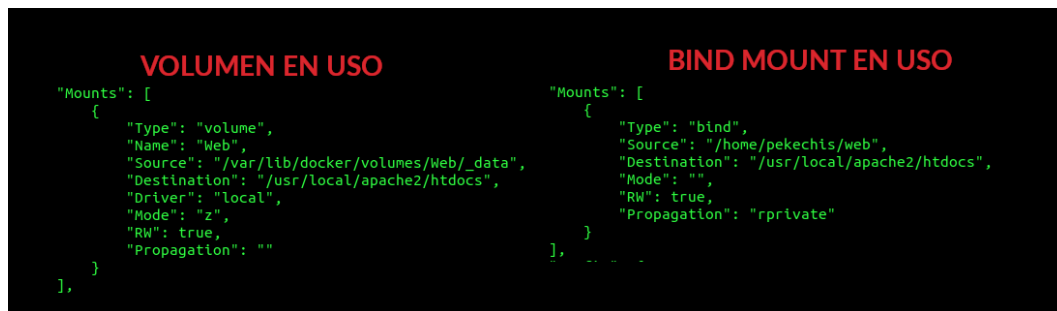 VOLUMEN EN USO
"Mounts": [
{
"Type": "volume",
"Name": "Web",
"Source": "/var/lib/docker/volumes/Web/_data",
"Destination": "/usr/local/apache2/htdocs",
"Driver": "local",
"Mode": "z",
"RW": true,
"Propagation": ""
}
],
BIND MOUNT EN USO
"Mounts": [
{
"Type": "bind",
"Source": "/home/pekechis/web",
"Destination": "/usr/local/apache2/htdocs",
"Mode": "",
"RW": true,
"Propagation": "rprivate"
}
],